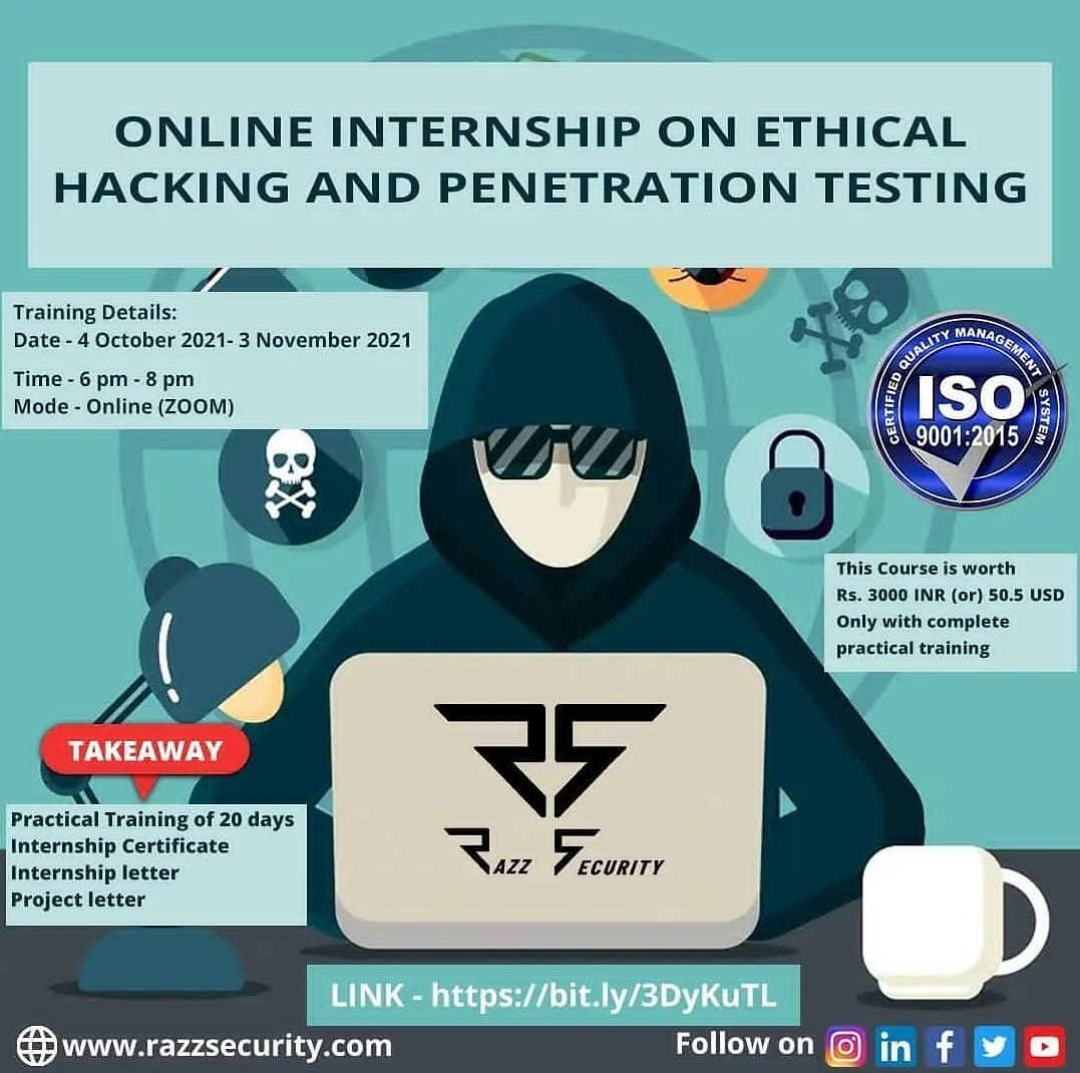 ONLINE INTERNSHIP ON ETHICAL
HACKING AND PENETRATION TESTING
Training Details:
Date - 4 October 2021- 3 November 2021
Time - 6 pm - 8 pm
Mode - Online (ZOOM)
CERTIFIED QUALITY MANAGEMENT SYSTEM
ISO
9001:2015
This Course is worth
Rs. 3000 INR (or) 50.5 USD
Only with complete
practical training
TAKEAWAY
Practical Training of 20 days
Internship Certificate
Internship letter
Project letter
RS
RAZZ SECURITY
LINK - https://bit.ly/3DyKuTL
www.razzsecurity.com
Follow on